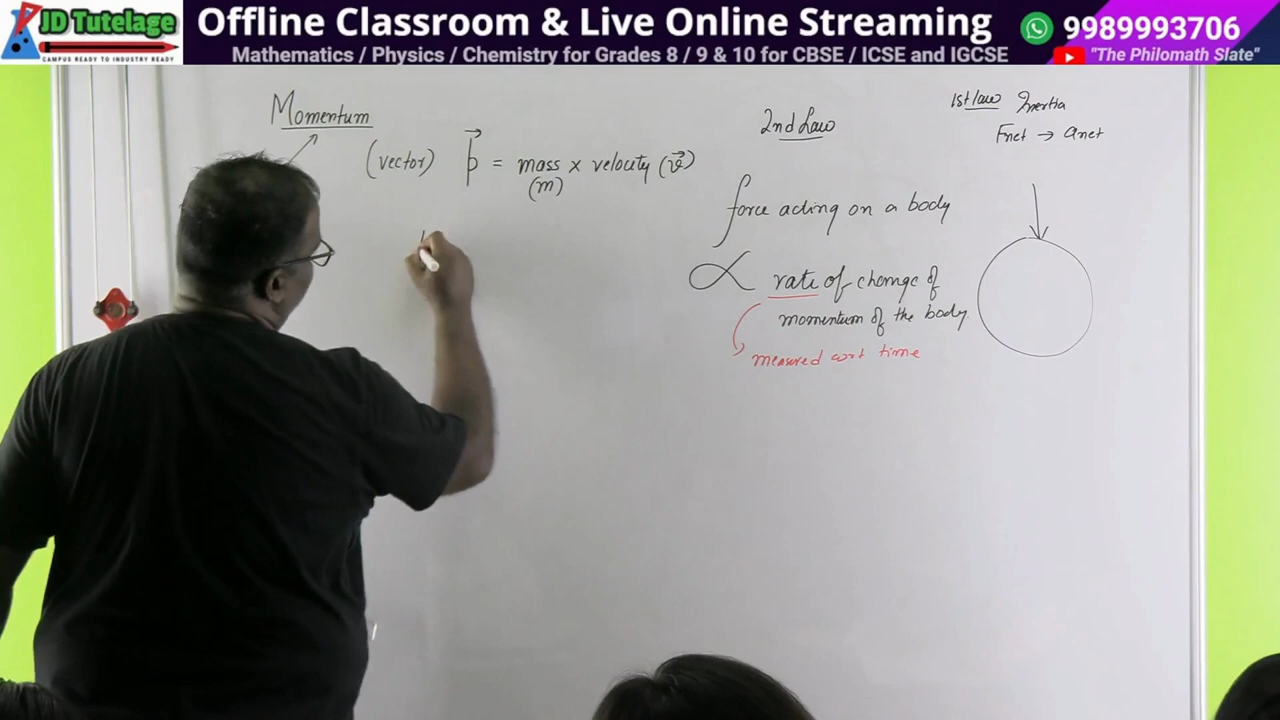 JD Tutelage
CAMPUS READY TO INDUSTRY READY
Offline Classroom & Live Online Streaming
9989993706
Mathematics / Physics / Chemistry for Grades 8 / 9 & 10 for CBSE / ICSE and IGCSE
"The Philomath Slate"
Momentum
(vector) p⃗ = mass x velocity (v⃗)
(m)
2nd Law
force acting on a body
∝ rate of change of
momentum of the body
measured wrt time
1st law Inertia
Fnet → anet